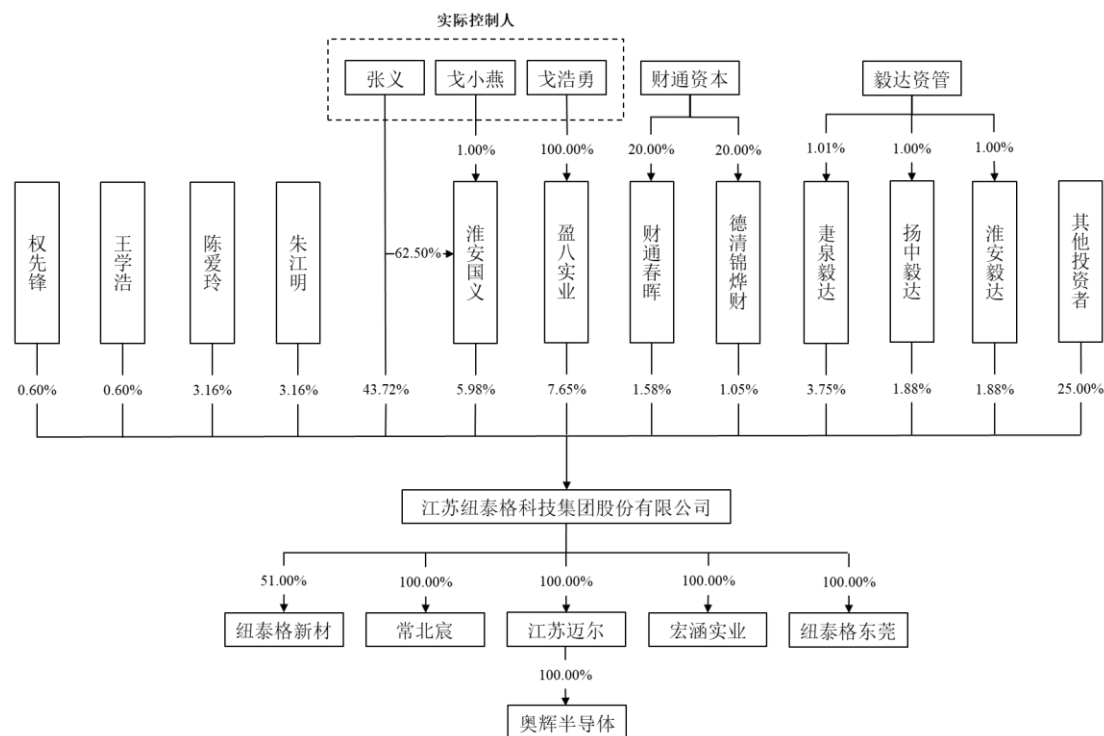 实际控制人
张义 戈小燕 戈浩勇 财通资本 毅达资管
1.00% 100.00% 20.00% 20.00% 1.01% 1.00% 1.00%
权先锋
王学浩
陈爱玲
朱江明
62.50%
淮安国义
盈八实业
财通春晖
德清锦烨财
疌泉毅达
扬中毅达
淮安毅达
其他投资者
0.60% 0.60% 3.16% 3.16% 43.72% 5.98% 7.65% 1.58% 1.05% 3.75% 1.88% 1.88% 25.00%
江苏纽泰格科技集团股份有限公司
51.00% 100.00% 100.00% 100.00% 100.00%
纽泰格新材 常北宸 江苏迈尔 宏涵实业 纽泰格东莞
100.00%
奥辉半导体